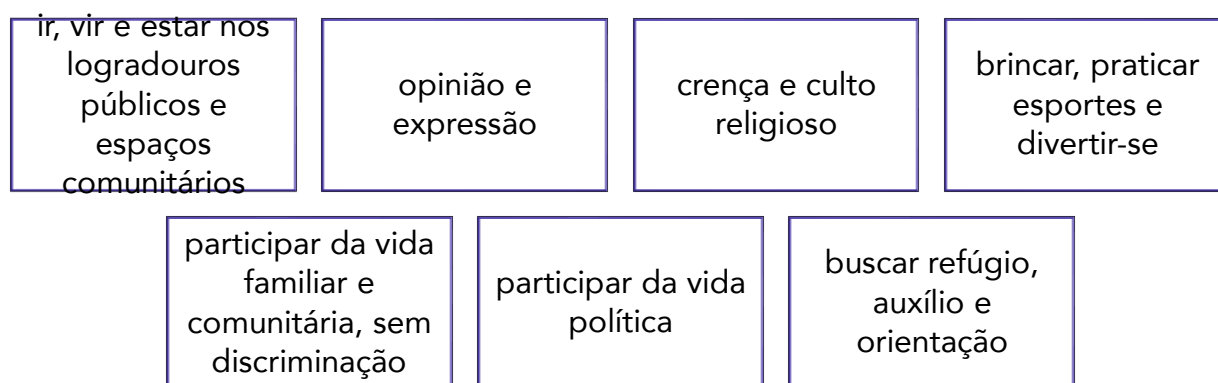 ir, vir e estar nos
logradouros
públicos e
espaços
comunitários
opinião e
expressão
crença e culto
religioso
brincar, praticar
esportes e
divertir-se
participar da vida
familiar e
comunitária, sem
discriminação
participar da vida
política
buscar refúgio,
auxílio e
orientação